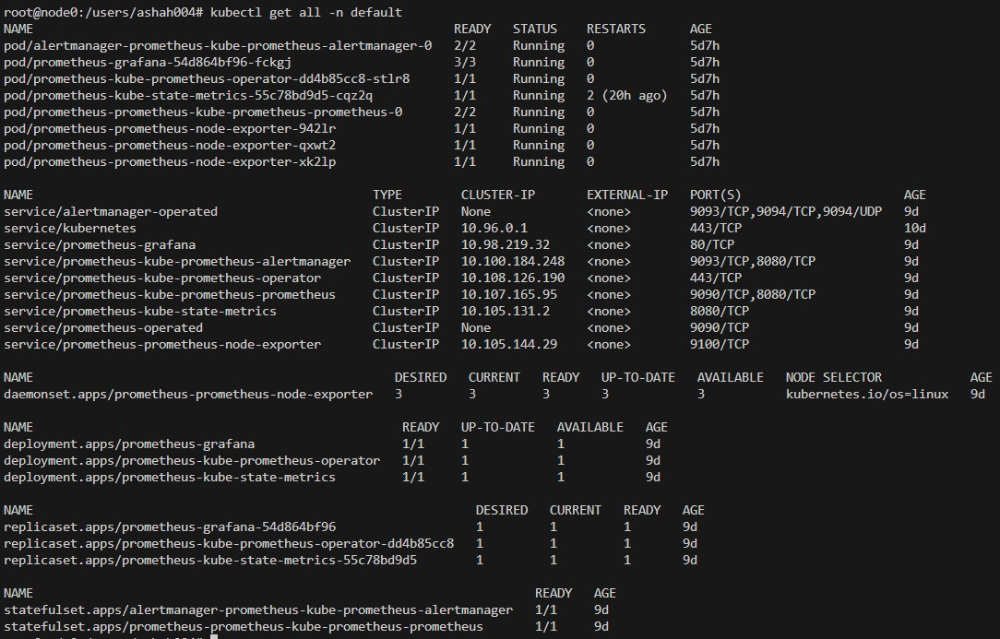 root@node0:/users/ashah004# kubectl get all -n default
NAME READY STATUS RESTARTS AGE
pod/alertmanager-prometheus-kube-prometheus-alertmanager-0 2/2 Running 0 5d7h
pod/prometheus-grafana-54d864bf96-fckgj 3/3 Running 0 5d7h
pod/prometheus-kube-prometheus-operator-dd4b85cc8-stlr8 1/1 Running 0 5d7h
pod/prometheus-kube-state-metrics-55c78bd9d5-cqz2q 1/1 Running 2 (20h ago) 5d7h
pod/prometheus-prometheus-kube-prometheus-prometheus-0 2/2 Running 0 5d7h
pod/prometheus-prometheus-node-exporter-942lr 1/1 Running 0 5d7h
pod/prometheus-prometheus-node-exporter-qxwt2 1/1 Running 0 5d7h
pod/prometheus-prometheus-node-exporter-xk2lp 1/1 Running 0 5d7h
NAME TYPE CLUSTER-IP EXTERNAL-IP PORT(S) AGE
service/alertmanager-operated ClusterIP None <none> 9093/TCP,9094/TCP,9094/UDP 9d
service/kubernetes ClusterIP 10.96.0.1 <none> 443/TCP 10d
service/prometheus-grafana ClusterIP 10.98.219.32 <none> 80/TCP 9d
service/prometheus-kube-prometheus-alertmanager ClusterIP 10.100.184.248 <none> 9093/TCP,8080/TCP 9d
service/prometheus-kube-prometheus-operator ClusterIP 10.108.126.190 <none> 443/TCP 9d
service/prometheus-kube-prometheus-prometheus ClusterIP 10.107.165.95 <none> 9090/TCP,8080/TCP 9d
service/prometheus-kube-state-metrics ClusterIP 10.105.131.2 <none> 8080/TCP 9d
service/prometheus-operated ClusterIP None <none> 9090/TCP 9d
service/prometheus-prometheus-node-exporter ClusterIP 10.105.144.29 <none> 9100/TCP 9d
NAME DESIRED CURRENT READY UP-TO-DATE AVAILABLE NODE SELECTOR AGE
daemonset.apps/prometheus-prometheus-node-exporter 3 3 3 3 3 kubernetes.io/os=linux 9d
NAME READY UP-TO-DATE AVAILABLE AGE
deployment.apps/prometheus-grafana 1/1 1 1 9d
deployment.apps/prometheus-kube-prometheus-operator 1/1 1 1 9d
deployment.apps/prometheus-kube-state-metrics 1/1 1 1 9d
NAME DESIRED CURRENT READY AGE
replicaset.apps/prometheus-grafana-54d864bf96 1 1 1 9d
replicaset.apps/prometheus-kube-prometheus-operator-dd4b85cc8 1 1 1 9d
replicaset.apps/prometheus-kube-state-metrics-55c78bd9d5 1 1 1 9d
NAME READY AGE
statefulset.apps/alertmanager-prometheus-kube-prometheus-alertmanager 1/1 9d
statefulset.apps/prometheus-prometheus-kube-prometheus-prometheus 1/1 9d